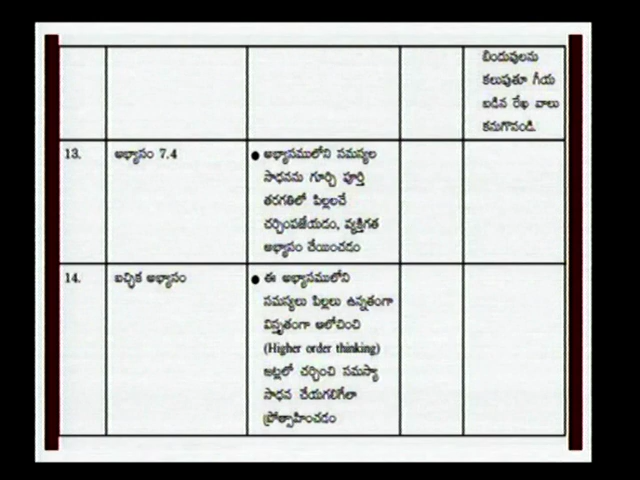 బిందువులను
కలుపుతూ గీయ
బడిన రేఖ వాలు
కనుగొనండి.
13.
అభ్యాసం 7.4
● అభ్యాసములోని సమస్యల
సాధనను గూర్చి పూర్తి
తరగతిలో పిల్లలచే
చర్చింపజేయడం, వ్యక్తిగత
అభ్యాసం చేయించడం
14.
ఐచ్ఛిక అభ్యాసం
● ఈ అభ్యాసములోని
సమస్యలు పిల్లలు ఉన్నతంగా
విస్తృతంగా ఆలోచించి
(Higher order thinking)
జట్లలో చర్చించి సమస్యా
సాధన చేయగలిగేలా
ప్రోత్సాహించడం